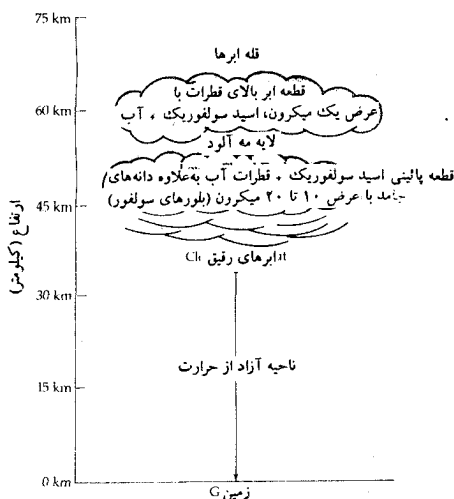 75 km
قله ابرها
قطعه ابر بالای قطرات با
60 km
عرض یک میکرون، اسید سولفوریک + آب
لایه مه آلود
قطعه پائینی اسید سولفوریک + قطرات آب به‌علاوه دانه‌های
جامد با عرض ۱۰ تا ۲۰ میکرون (بلورهای سولفور)
45 km
ابرهای رقیق
ارتفاع (کیلومتر)
30 km
ناحیه آزاد از حرارت
15 km
0 km
زمین G